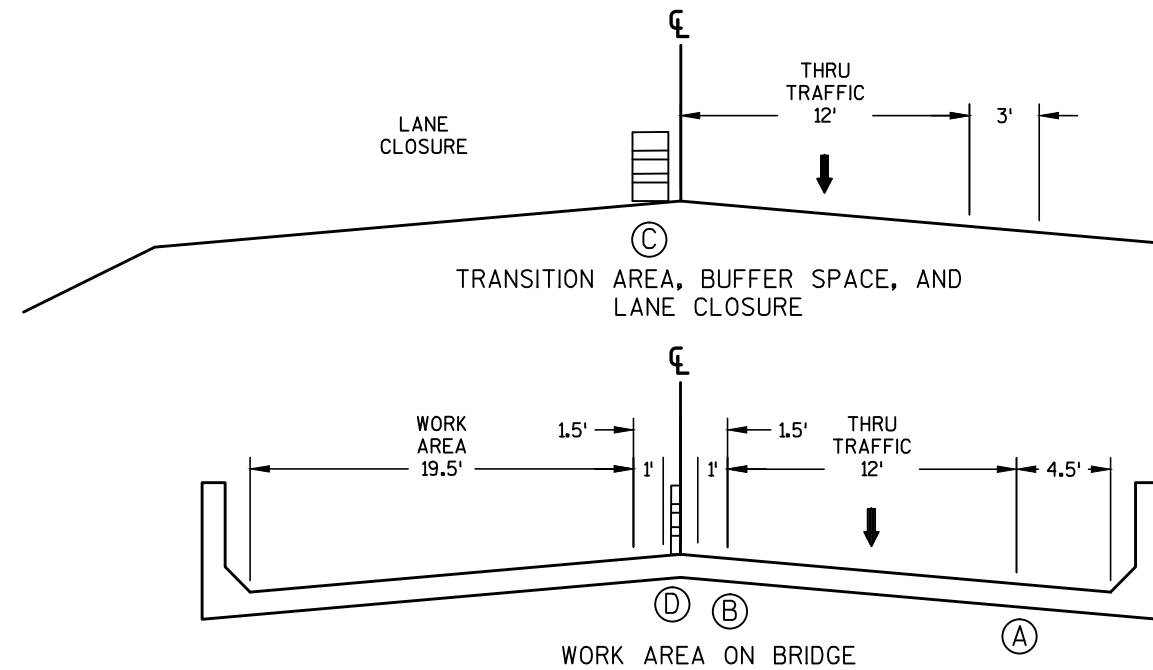 ℄
THRU
TRAFFIC
12'
3'
LANE
CLOSURE
C
TRANSITION AREA, BUFFER SPACE, AND
LANE CLOSURE
℄
WORK
AREA
19.5'
1.5'
1'
1'
1.5'
THRU
TRAFFIC
12'
4.5'
D
B
A
WORK AREA ON BRIDGE